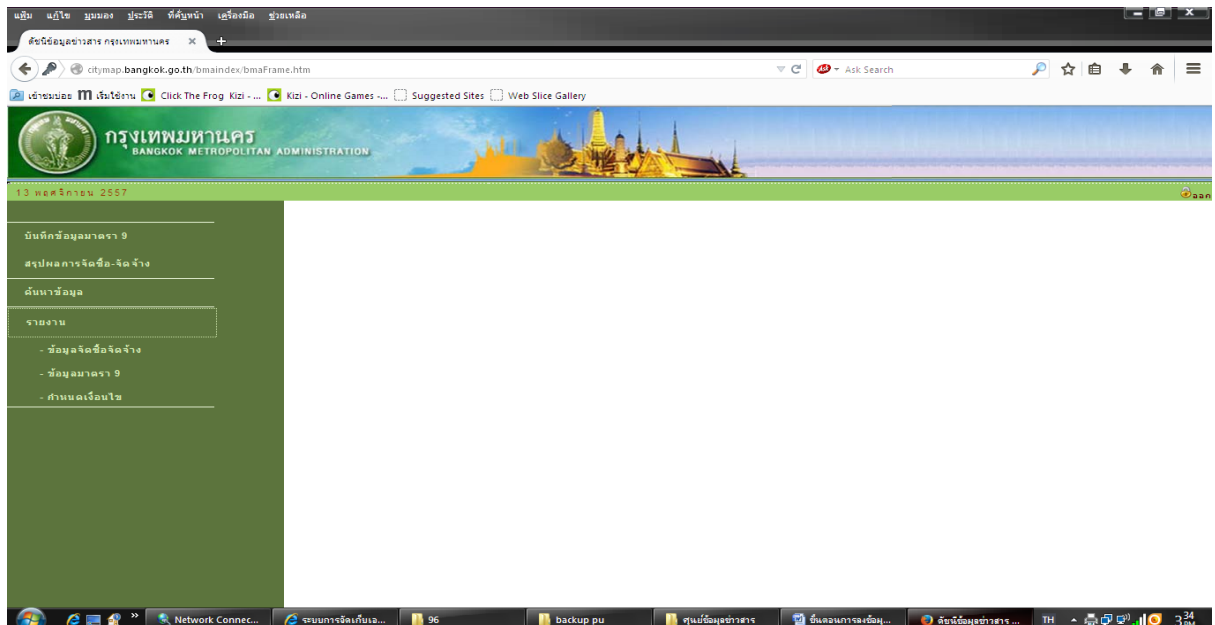 แฟ้ม แก้ไข มุมมอง ประวัติ ที่คั่นหน้า เครื่องมือ ช่วยเหลือ
ดัชนีข้อมูลข่าวสาร กรุงเทพมหานคร × +
citymap.bangkok.go.th/bmaindex/bmaFrame.htm Ask Search
เข้าชมบ่อย เริ่มใช้งาน Click The Frog Kizi - ... Kizi - Online Games -... Suggested Sites Web Slice Gallery
กรุงเทพมหานคร
BANGKOK METROPOLITAN ADMINISTRATION
13 พฤศจิกายน 2557 ออก
บันทึกข้อมูลมาตรา 9
สรุปผลการจัดซื้อ-จัดจ้าง
ค้นหาข้อมูล
รายงาน
- ข้อมูลจัดซื้อจัดจ้าง
- ข้อมูลมาตรา 9
- กำหนดเงื่อนไข
Network Connec... ระบบการจัดเก็บเอ... 96 backup pu ศูนย์ข้อมูลข่าวสาร ขั้นตอนการลงข้อมู... ดัชนีข้อมูลข่าวสาร ... TH 3:34 PM